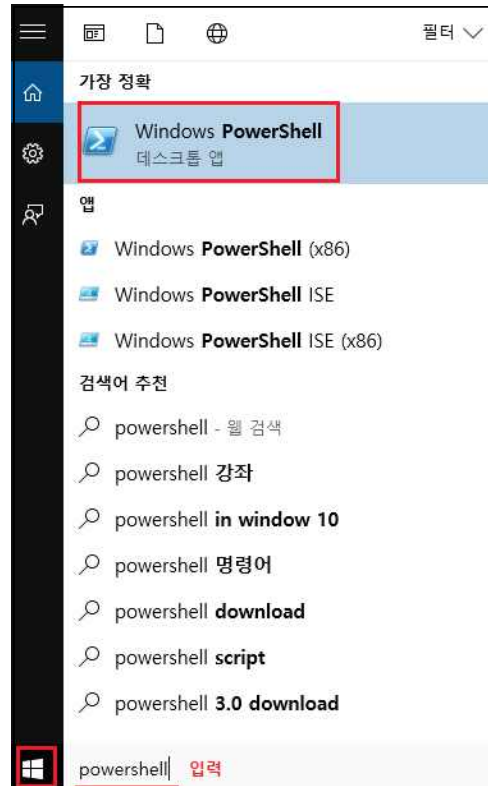 필터
가장 정확
Windows PowerShell
데스크톱 앱
앱
Windows PowerShell (x86)
Windows PowerShell ISE
Windows PowerShell ISE (x86)
검색어 추천
powershell - 웹 검색
powershell 강좌
powershell in window 10
powershell 명령어
powershell download
powershell script
powershell 3.0 download
powershell 입력